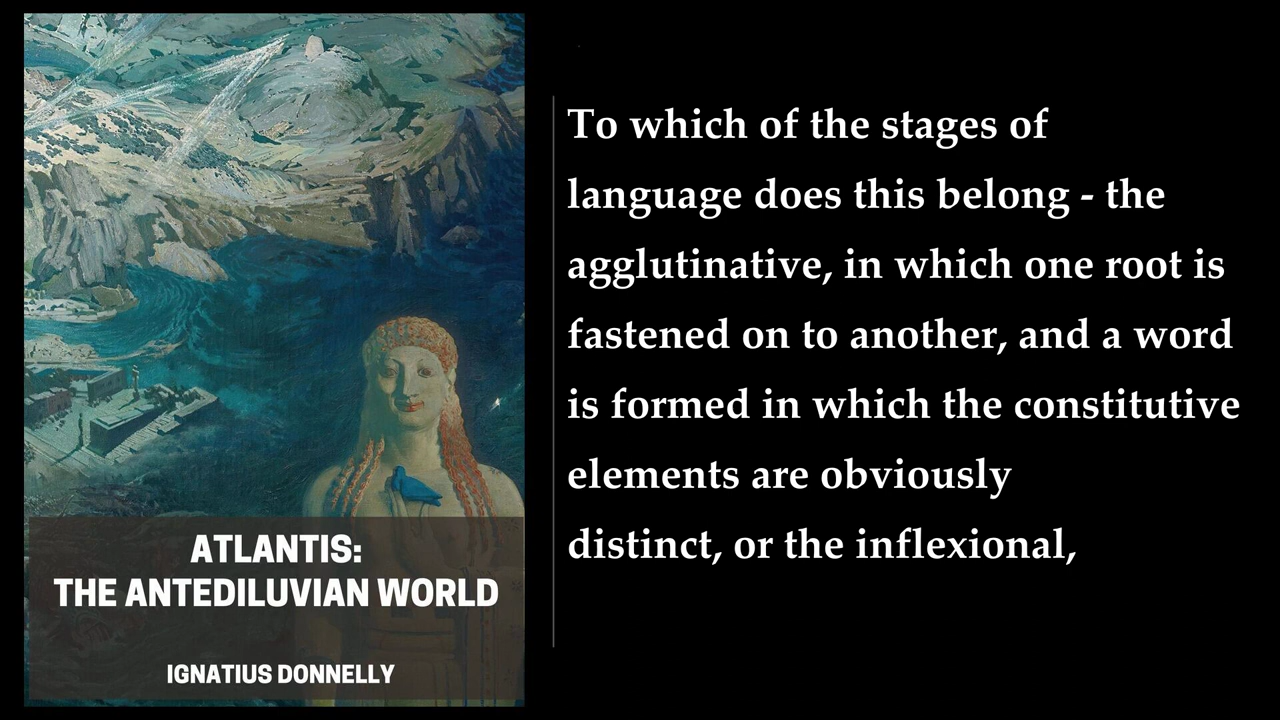 ATLANTIS:
THE ANTEDILUVIAN WORLD
IGNATIUS DONNELLY
To which of the stages of
language does this belong - the
agglutinative, in which one root is
fastened on to another, and a word
is formed in which the constitutive
elements are obviously
distinct, or the inflexional,